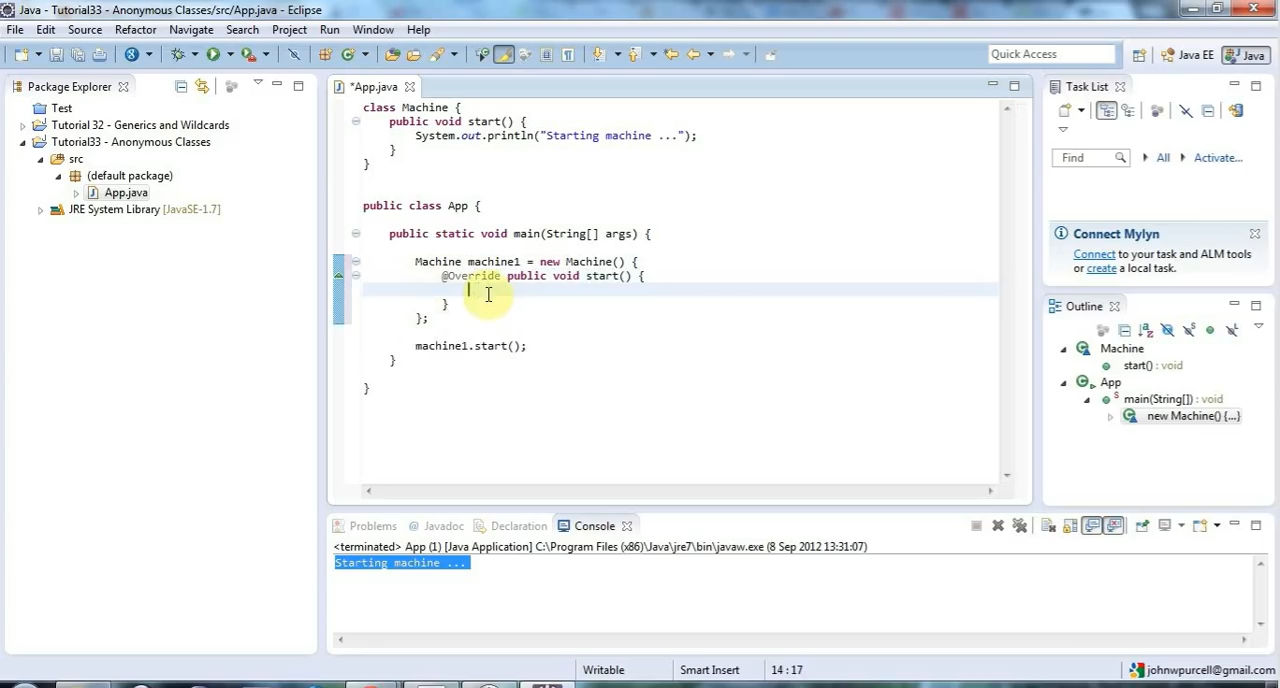 Java - Tutorial33 - Anonymous Classes/src/App.java - Eclipse
File Edit Source Refactor Navigate Search Project Run Window Help
Quick Access Java EE Java
Package Explorer
Test
Tutorial 32 - Generics and Wildcards
Tutorial33 - Anonymous Classes
src
(default package)
App.java
JRE System Library [JavaSE-1.7]
*App.java
class Machine {
public void start() {
System.out.println("Starting machine ...");
}
}
public class App {
public static void main(String[] args) {
Machine machine1 = new Machine() {
@Override public void start() {
}
};
machine1.start();
}
}
Task List
Find All Activate...
Connect Mylyn
Connect to your task and ALM tools
or create a local task.
Outline
Machine
start() : void
App
main(String[]) : void
new Machine() {...}
Problems @ Javadoc Declaration Console
<terminated> App (1) [Java Application] C:\Program Files (x86)\Java\jre7\bin\javaw.exe (8 Sep 2012 13:31:07)
Starting machine ...
Writable Smart Insert 14 : 17 johnwpurcell@gmail.com